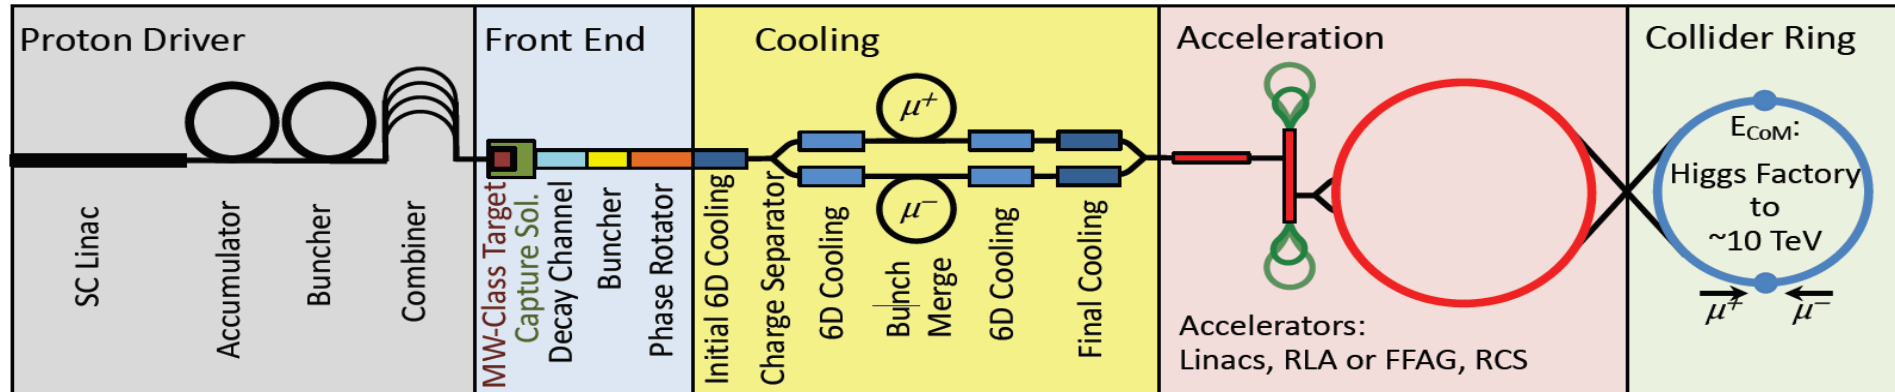 Proton Driver
SC Linac
Accumulator
Buncher
Combiner
Front End
MW-Class Target
Capture Sol.
Decay Channel
Buncher
Phase Rotator
Cooling
μ+
μ−
Initial 6D Cooling
Charge Separator
6D Cooling
Bunch
Merge
6D Cooling
Final Cooling
Acceleration
Accelerators:
Linacs, RLA or FFAG, RCS
Collider Ring
ECoM:
Higgs Factory
to
~10 TeV
μ+ μ−